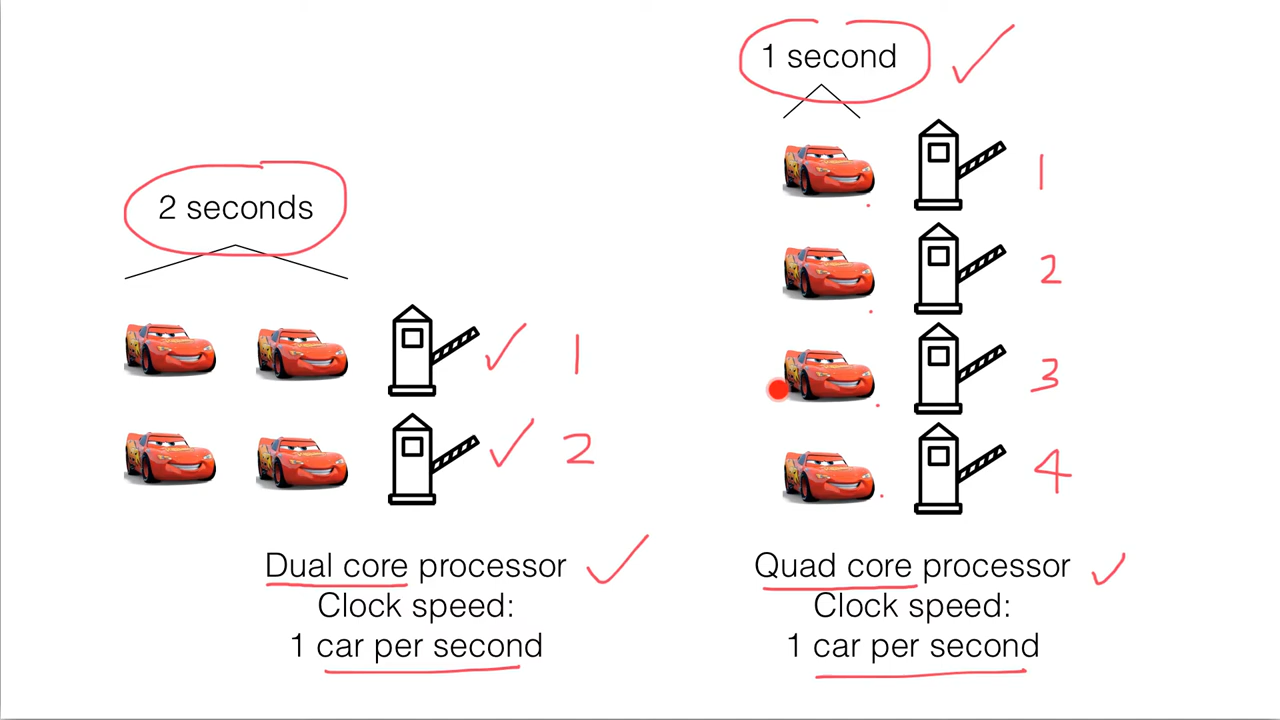 2 seconds
1
2
Dual core processor
Clock speed:
1 car per second
1 second
1
2
3
4
Quad core processor
Clock speed:
1 car per second